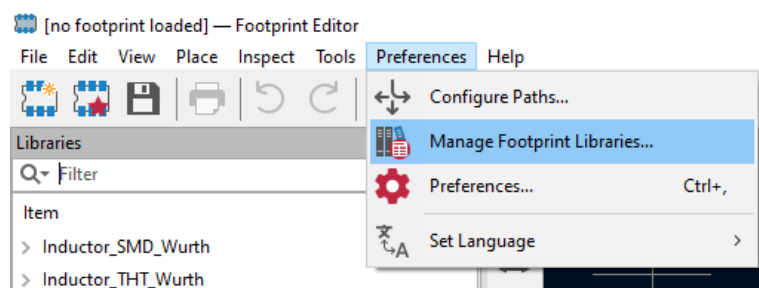 [no footprint loaded] — Footprint Editor
File Edit View Place Inspect Tools Preferences Help
Configure Paths...
Libraries
Manage Footprint Libraries...
Filter
Preferences... Ctrl+,
Item
Set Language
Inductor_SMD_Wurth
Inductor_THT_Wurth